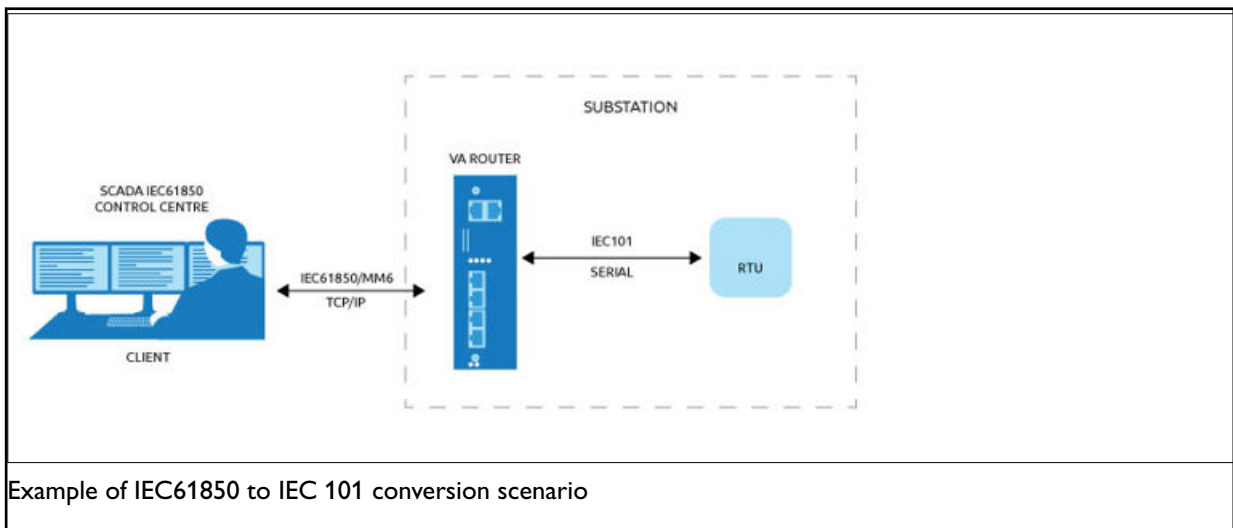 SUBSTATION
VA ROUTER
SCADA IEC61850
CONTROL CENTRE
IEC61850/MM6
TCP/IP
CLIENT
IEC101
SERIAL
RTU
Example of IEC61850 to IEC 101 conversion scenario